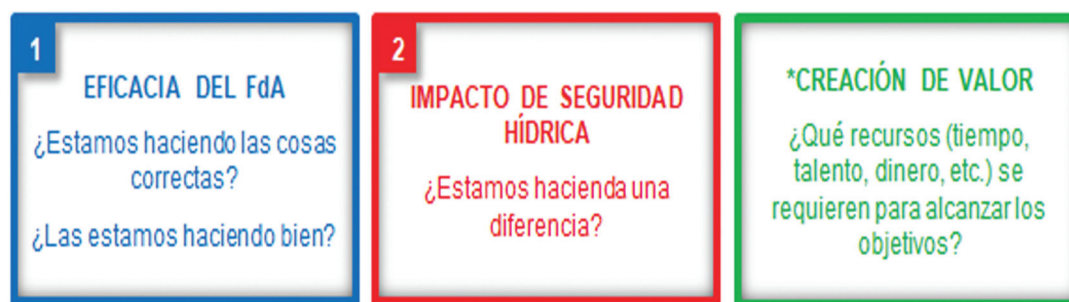 1
EFICACIA DEL FdA
¿Estamos haciendo las cosas
correctas?
¿Las estamos haciendo bien?
2
IMPACTO DE SEGURIDAD
HÍDRICA
¿Estamos hacienda una
diferencia?
*CREACIÓN DE VALOR
¿Qué recursos (tiempo,
talento, dinero, etc.) se
requieren para alcanzar los
objetivos?